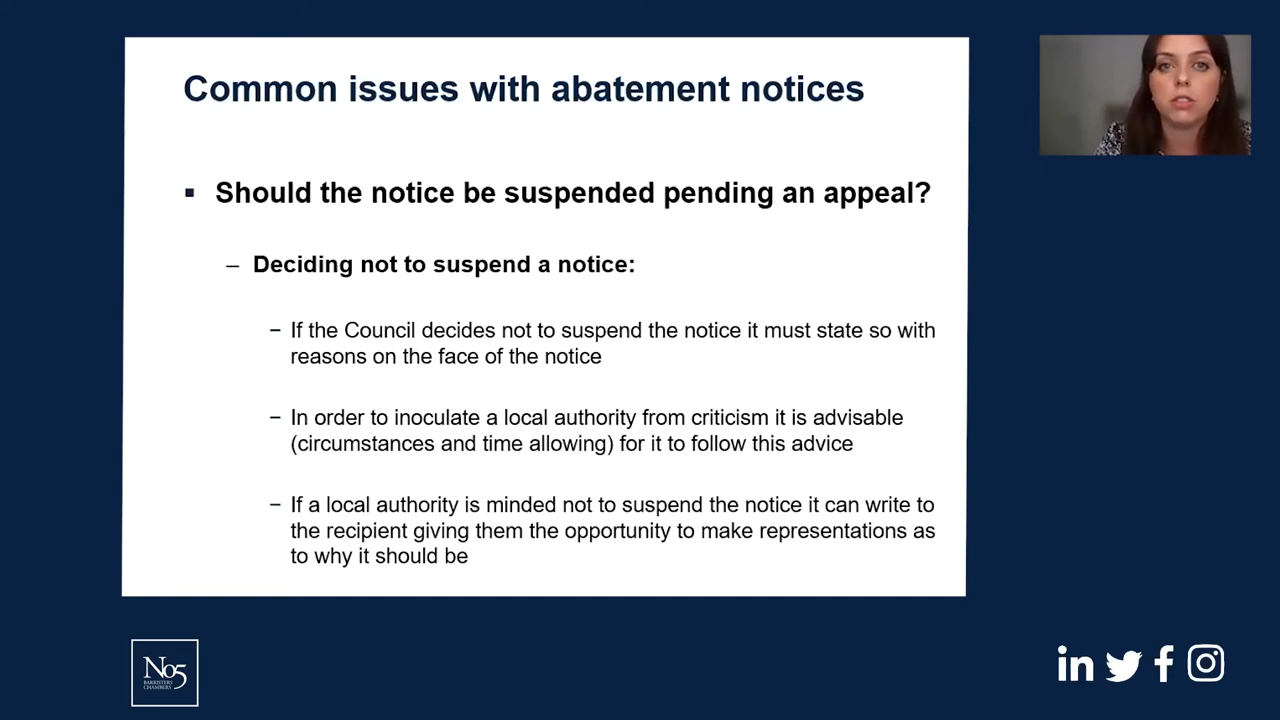 Common issues with abatement notices
▪ Should the notice be suspended pending an appeal?
– Deciding not to suspend a notice:
− If the Council decides not to suspend the notice it must state so with
reasons on the face of the notice
− In order to inoculate a local authority from criticism it is advisable
(circumstances and time allowing) for it to follow this advice
− If a local authority is minded not to suspend the notice it can write to
the recipient giving them the opportunity to make representations as
to why it should be
No5
BARRISTERS
CHAMBERS
in